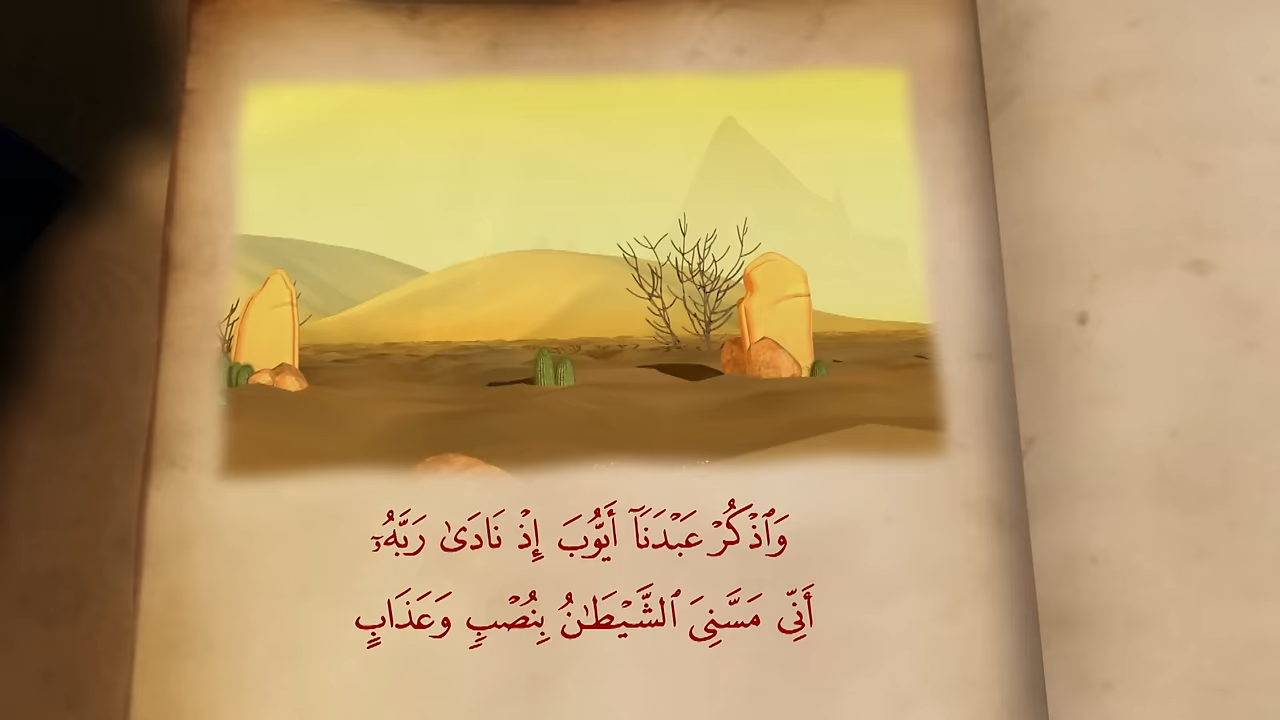 وَٱذْكُرْ عَبْدَنَآ أَيُّوبَ إِذْ نَادَىٰ رَبَّهُۥٓ
أَنِّى مَسَّنِىَ ٱلشَّيْطَـٰنُ بِنُصْبٍ وَعَذَابٍ